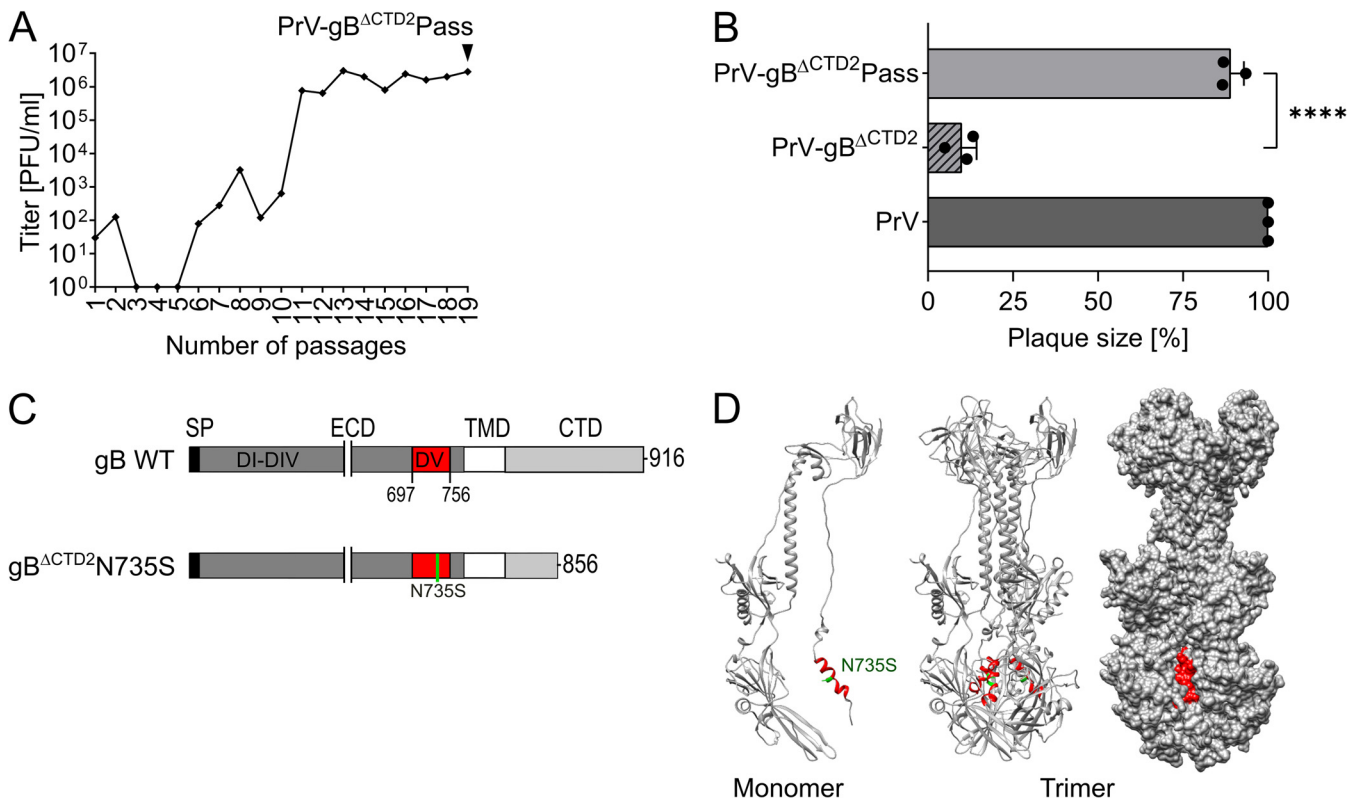 A
PrV-gBΔCTD2Pass
Titer [PFU/ml]
10⁷
10⁶
10⁵
10⁴
10³
10²
10¹
10⁰
1 2 3 4 5 6 7 8 9 10 11 12 13 14 15 16 17 18 19
Number of passages
B
PrV-gBΔCTD2Pass
PrV-gBΔCTD2
PrV
****
0 25 50 75 100
Plaque size [%]
C
SP ECD TMD CTD
gB WT DI-DIV DV 916
697 756
gBΔCTD2N735S 856
N735S
D
N735S
Monomer Trimer